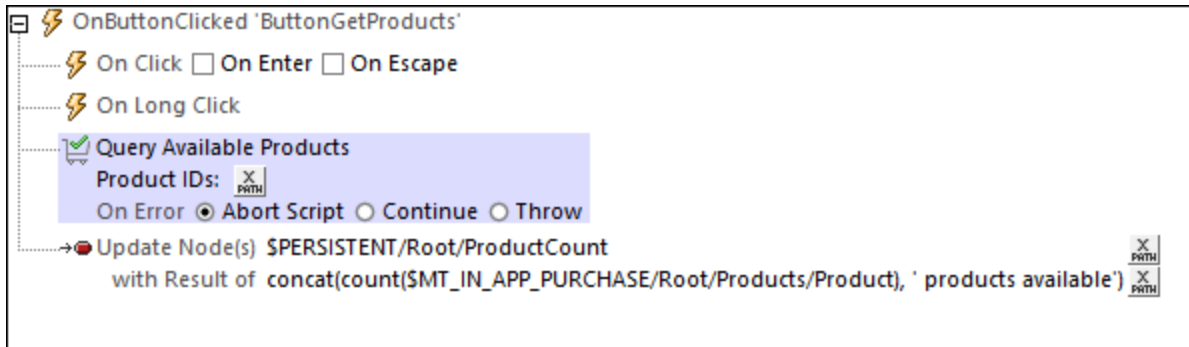 OnButtonClicked 'ButtonGetProducts'
On Click On Enter On Escape
On Long Click
Query Available Products
Product IDs: X PATH
On Error Abort Script Continue Throw
Update Node(s) $PERSISTENT/Root/ProductCount X PATH
with Result of concat(count($MT_IN_APP_PURCHASE/Root/Products/Product), ' products available') X PATH